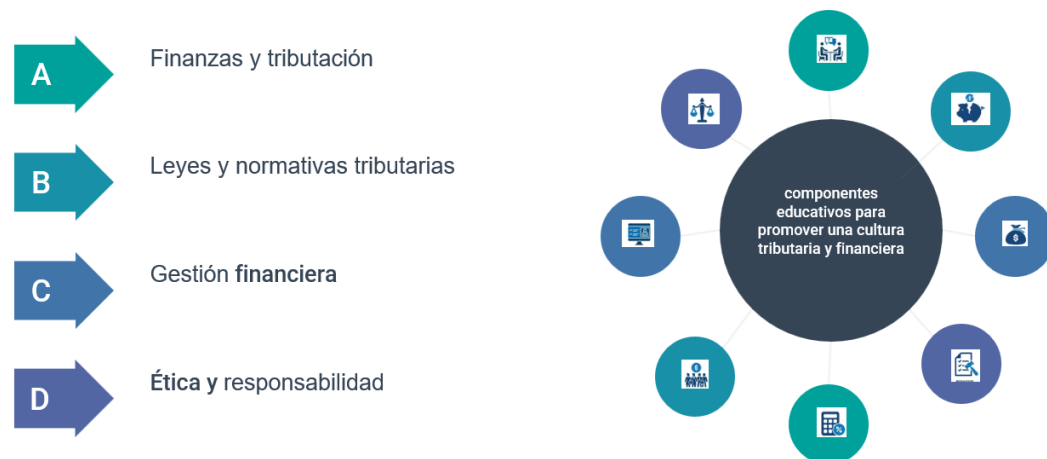 A
Finanzas y tributación
B
Leyes y normativas tributarias
C
Gestión financiera
D
Ética y responsabilidad
componentes
educativos para
promover una cultura
tributaria y financiera